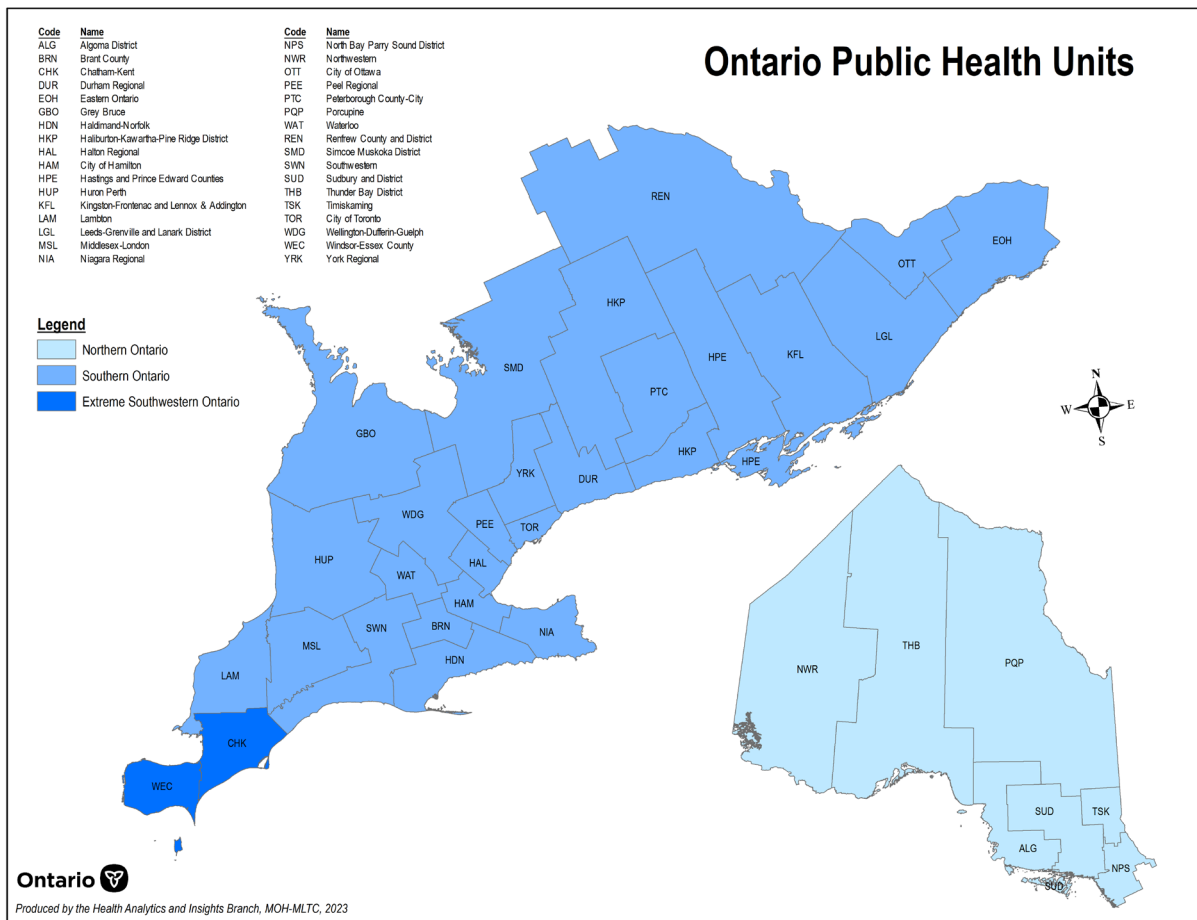 Ontario Public Health Units
Code Name
ALG Algoma District
BRN Brant County
CHK Chatham-Kent
DUR Durham Regional
EOH Eastern Ontario
GBO Grey Bruce
HDN Haldimand-Norfolk
HKP Haliburton-Kawartha-Pine Ridge District
HAL Halton Regional
HAM City of Hamilton
HPE Hastings and Prince Edward Counties
HUP Huron Perth
KFL Kingston-Frontenac and Lennox & Addington
LAM Lambton
LGL Leeds-Grenville and Lanark District
MSL Middlesex-London
NIA Niagara Regional
Code Name
NPS North Bay Parry Sound District
NWR Northwestern
OTT City of Ottawa
PEE Peel Regional
PTC Peterborough County-City
PQP Porcupine
WAT Waterloo
REN Renfrew County and District
SMD Simcoe Muskoka District
SWN Southwestern
SUD Sudbury and District
THB Thunder Bay District
TSK Timiskaming
TOR City of Toronto
WDG Wellington-Dufferin-Guelph
WEC Windsor-Essex County
YRK York Regional
Legend
Northern Ontario
Southern Ontario
Extreme Southwestern Ontario
REN
EOH
OTT
HKP
LGL
KFL
HPE
SMD
PTC
GBO
HKP
HPE
YRK
DUR
WDG
PEE
TOR
HUP
HAL
WAT
HAM
SWN
BRN
NIA
MSL
HDN
LAM
CHK
WEC
N
W
E
S
THB
PQP
NWR
SUD
TSK
ALG
NPS
SUD
Ontario
Produced by the Health Analytics and Insights Branch, MOH-MLTC, 2023